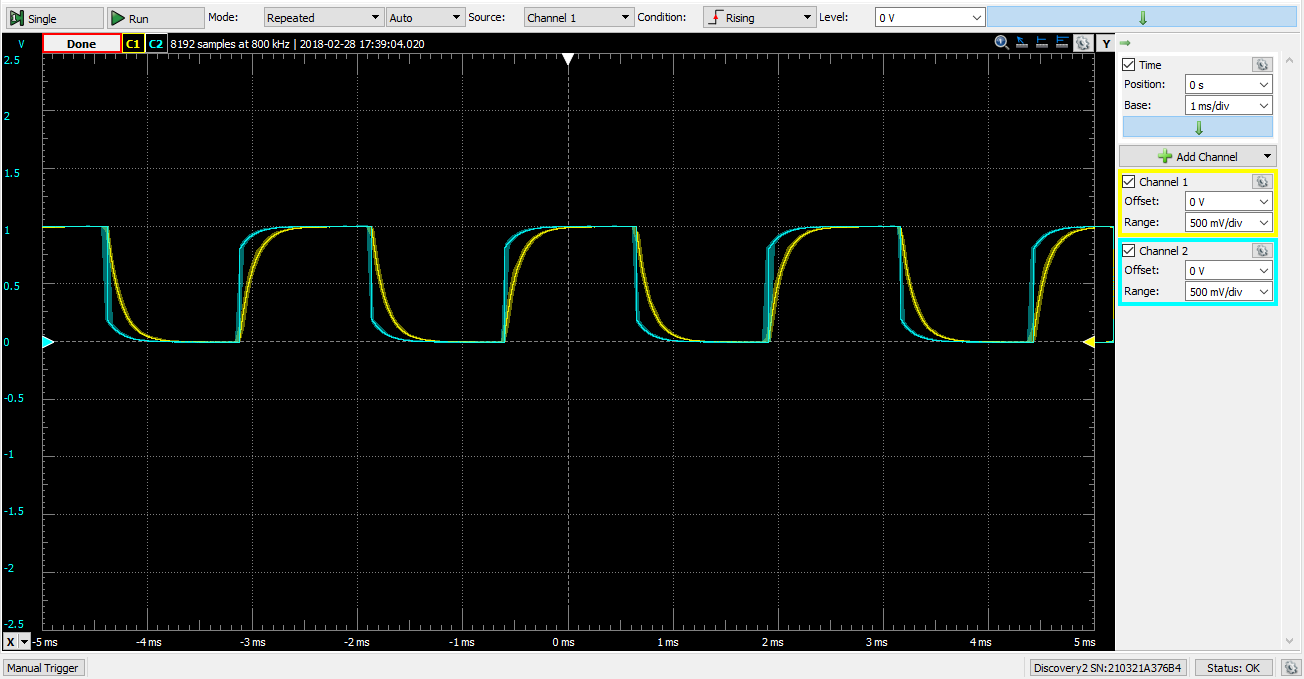 Single Run Mode: Repeated Auto Source: Channel 1 Condition: Rising Level: 0 V
V Done C1 C2 8192 samples at 800 kHz | 2018-02-28 17:39:04.020 Y
2.5
2
1.5
1
0.5
0
-0.5
-1
-1.5
-2
-2.5
X -5 ms -4 ms -3 ms -2 ms -1 ms 0 ms 1 ms 2 ms 3 ms 4 ms 5 ms
Time
Position: 0 s
Base: 1 ms/div
Add Channel
Channel 1
Offset: 0 V
Range: 500 mV/div
Channel 2
Offset: 0 V
Range: 500 mV/div
Manual Trigger Discovery2 SN:210321A376B4 Status: OK